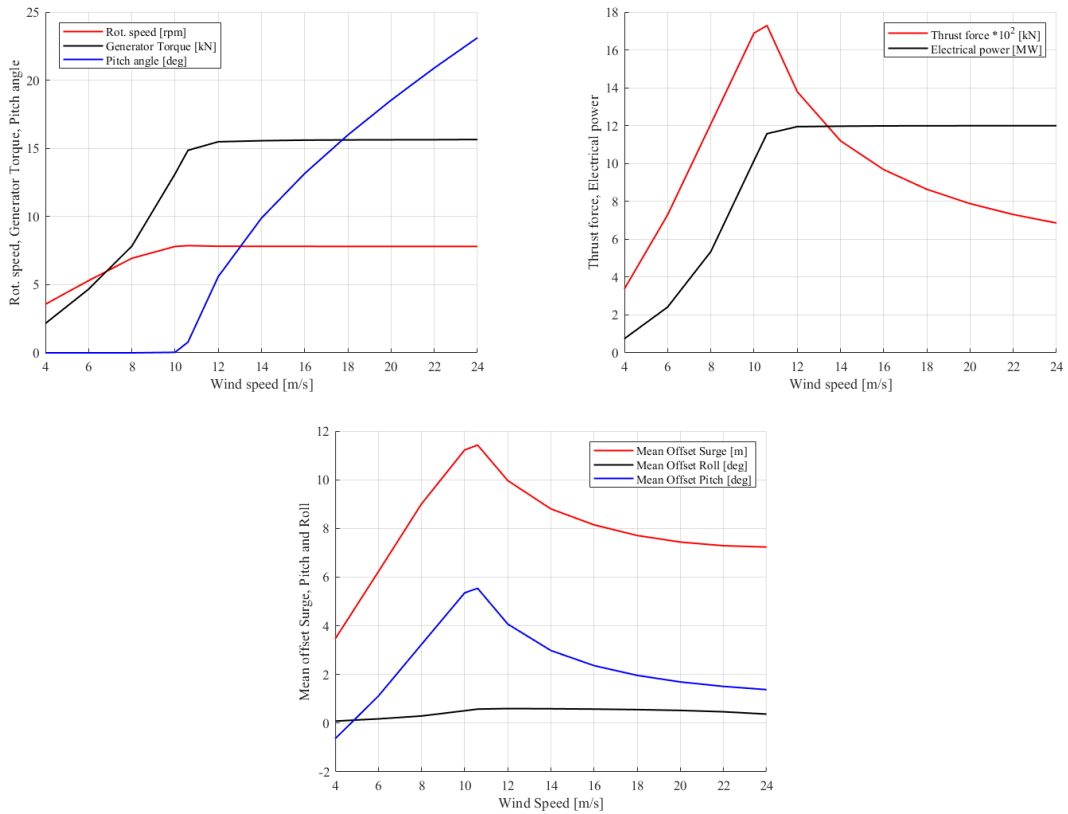 25
20
15
10
5
0
Rot. speed, Generator Torque, Pitch angle
Rot. speed [rpm]
Generator Torque [kN]
Pitch angle [deg]
4 6 8 10 12 14 16 18 20 22 24
Wind speed [m/s]
18
16
14
12
10
8
6
4
2
0
Thrust force, Electrical power
Thrust force *10^2 [kN]
Electrical power [MW]
4 6 8 10 12 14 16 18 20 22 24
Wind speed [m/s]
12
10
8
6
4
2
0
-2
Mean offset Surge, Pitch and Roll
Mean Offset Surge [m]
Mean Offset Roll [deg]
Mean Offset Pitch [deg]
4 6 8 10 12 14 16 18 20 22 24
Wind Speed [m/s]